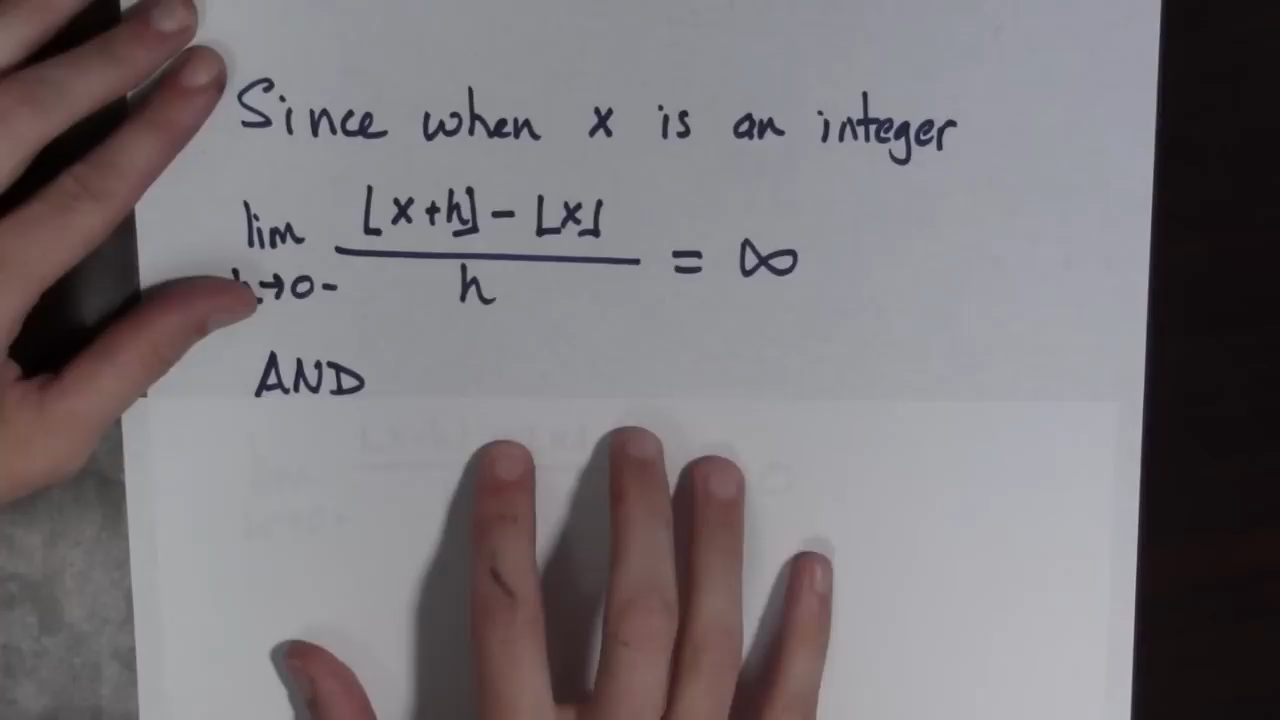 Since when x is an integer
lim h→0- ⌊x+h⌋ - ⌊x⌋ / h = ∞
AND